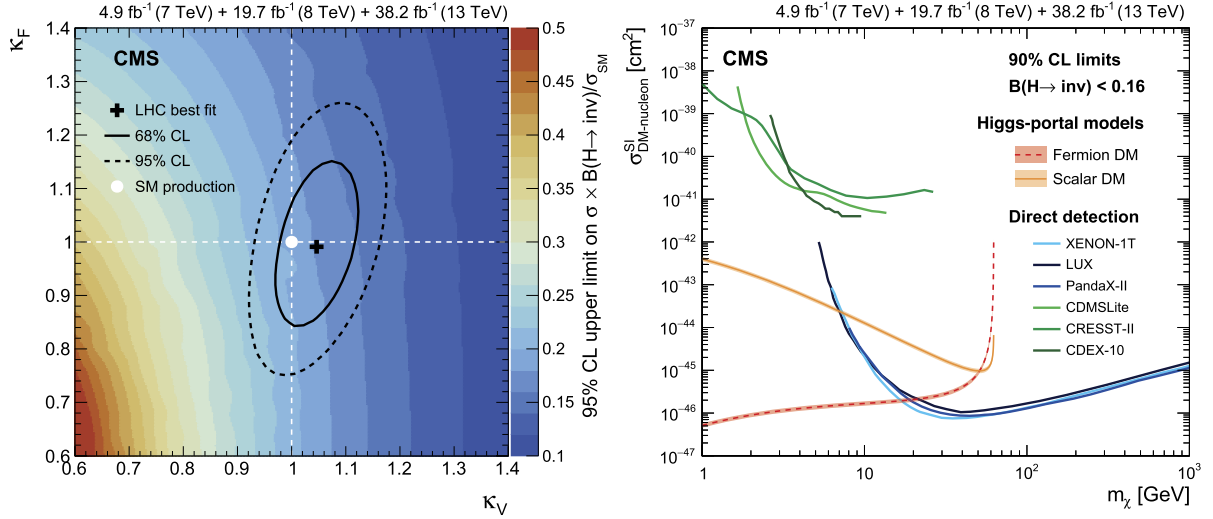 4.9 fb⁻¹ (7 TeV) + 19.7 fb⁻¹ (8 TeV) + 38.2 fb⁻¹ (13 TeV)
κ_F
1.4
1.3
1.2
1.1
1
0.9
0.8
0.7
0.6
CMS
LHC best fit
68% CL
95% CL
SM production
0.6 0.7 0.8 0.9 1 1.1 1.2 1.3 1.4
κ_V
0.5
0.45
0.4
0.35
0.3
0.25
0.2
0.15
0.1
95% CL upper limit on σ × B(H→ inv)/σ_SM
4.9 fb⁻¹ (7 TeV) + 19.7 fb⁻¹ (8 TeV) + 38.2 fb⁻¹ (13 TeV)
σ^SI_DM-nucleon [cm²]
10⁻³⁷
10⁻³⁸
10⁻³⁹
10⁻⁴⁰
10⁻⁴¹
10⁻⁴²
10⁻⁴³
10⁻⁴⁴
10⁻⁴⁵
10⁻⁴⁶
10⁻⁴⁷
CMS
90% CL limits
B(H→ inv) < 0.16
Higgs-portal models
Fermion DM
Scalar DM
Direct detection
XENON-1T
LUX
PandaX-II
CDMSLite
CRESST-II
CDEX-10
1 10 10² 10³
m_χ [GeV]